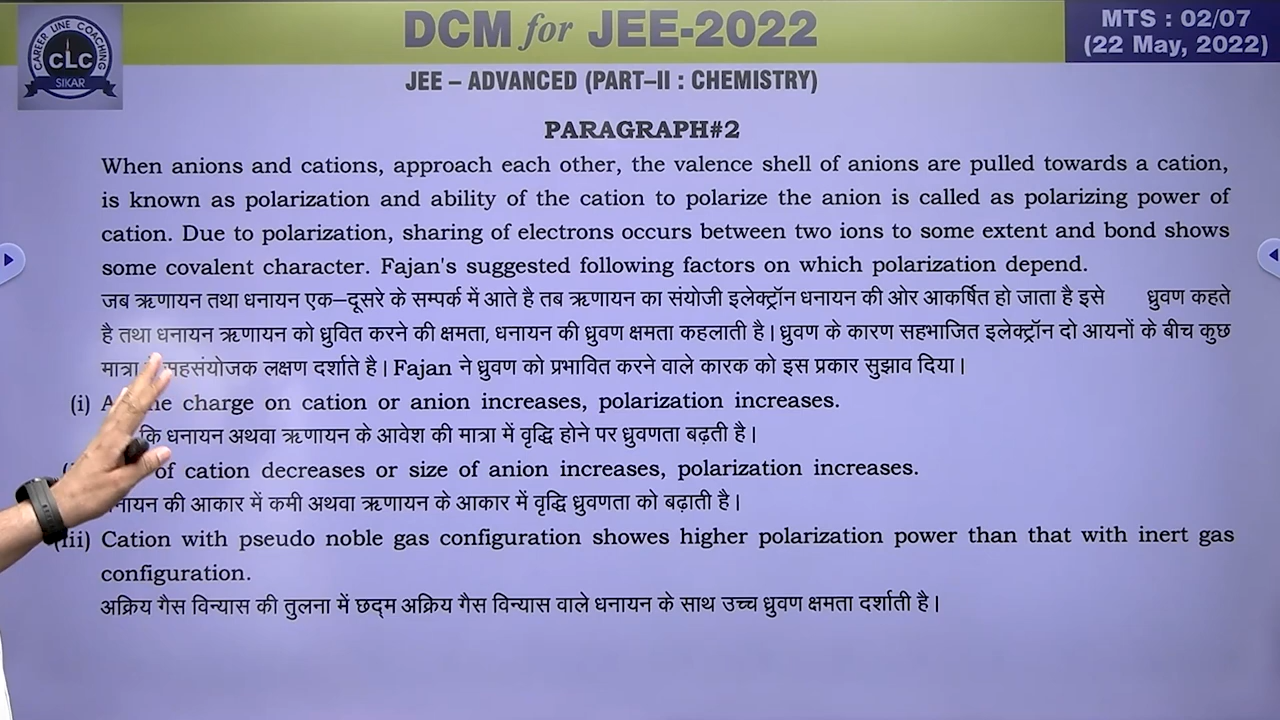 CAREER LINE COACHING
CLC
SIKAR
DCM for JEE-2022
MTS : 02/07
(22 May, 2022)
JEE – ADVANCED (PART–II : CHEMISTRY)
PARAGRAPH#2
When anions and cations, approach each other, the valence shell of anions are pulled towards a cation,
is known as polarization and ability of the cation to polarize the anion is called as polarizing power of
cation. Due to polarization, sharing of electrons occurs between two ions to some extent and bond shows
some covalent character. Fajan's suggested following factors on which polarization depend.
जब ऋणायन तथा धनायन एक–दूसरे के सम्पर्क में आते है तब ऋणायन का संयोजी इलेक्ट्रॉन धनायन की ओर आकर्षित हो जाता है इसे ध्रुवण कहते
है तथा धनायन ऋणायन को ध्रुवित करने की क्षमता, धनायन की ध्रुवण क्षमता कहलाती है। ध्रुवण के कारण सहभाजित इलेक्ट्रॉन दो आयनों के बीच कुछ
मात्रा सहसंयोजक लक्षण दर्शाते है। Fajan ने ध्रुवण को प्रभावित करने वाले कारक को इस प्रकार सुझाव दिया।
(i) charge on cation or anion increases, polarization increases.
कि धनायन अथवा ऋणायन के आवेश की मात्रा में वृद्धि होने पर ध्रुवणता बढ़ती है।
of cation decreases or size of anion increases, polarization increases.
की आकार में कमी अथवा ऋणायन के आकार में वृद्धि ध्रुवणता को बढ़ाती है।
(iii) Cation with pseudo noble gas configuration showes higher polarization power than that with inert gas
configuration.
अक्रिय गैस विन्यास की तुलना में छद्म अक्रिय गैस विन्यास वाले धनायन के साथ उच्च ध्रुवण क्षमता दर्शाती है।